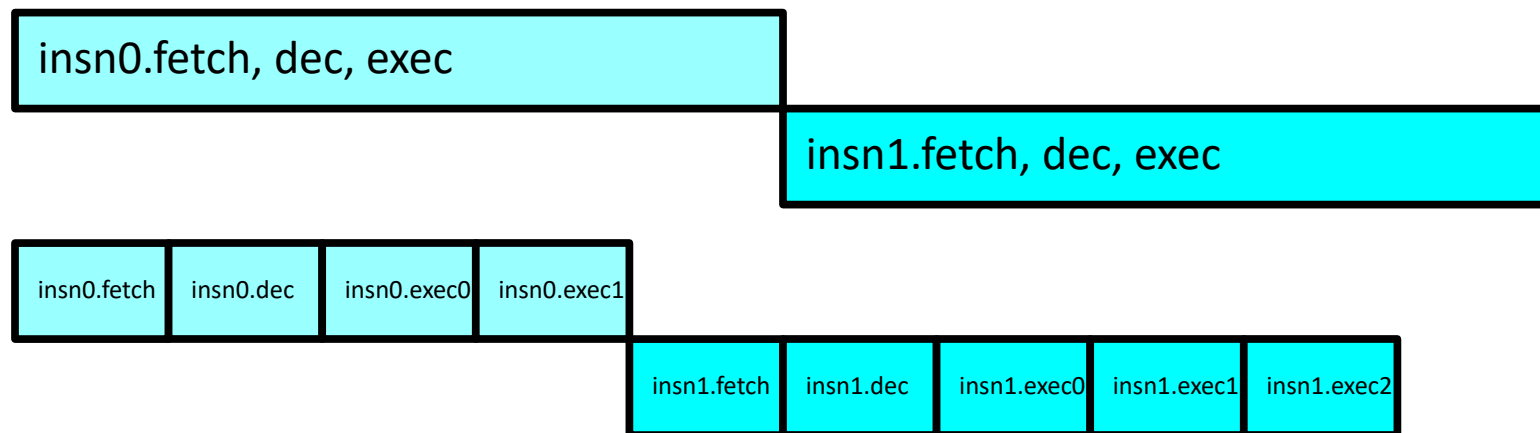 insn0.fetch, dec, exec
insn1.fetch, dec, exec
insn0.fetch insn0.dec insn0.exec0 insn0.exec1
insn1.fetch insn1.dec insn1.exec0 insn1.exec1 insn1.exec2